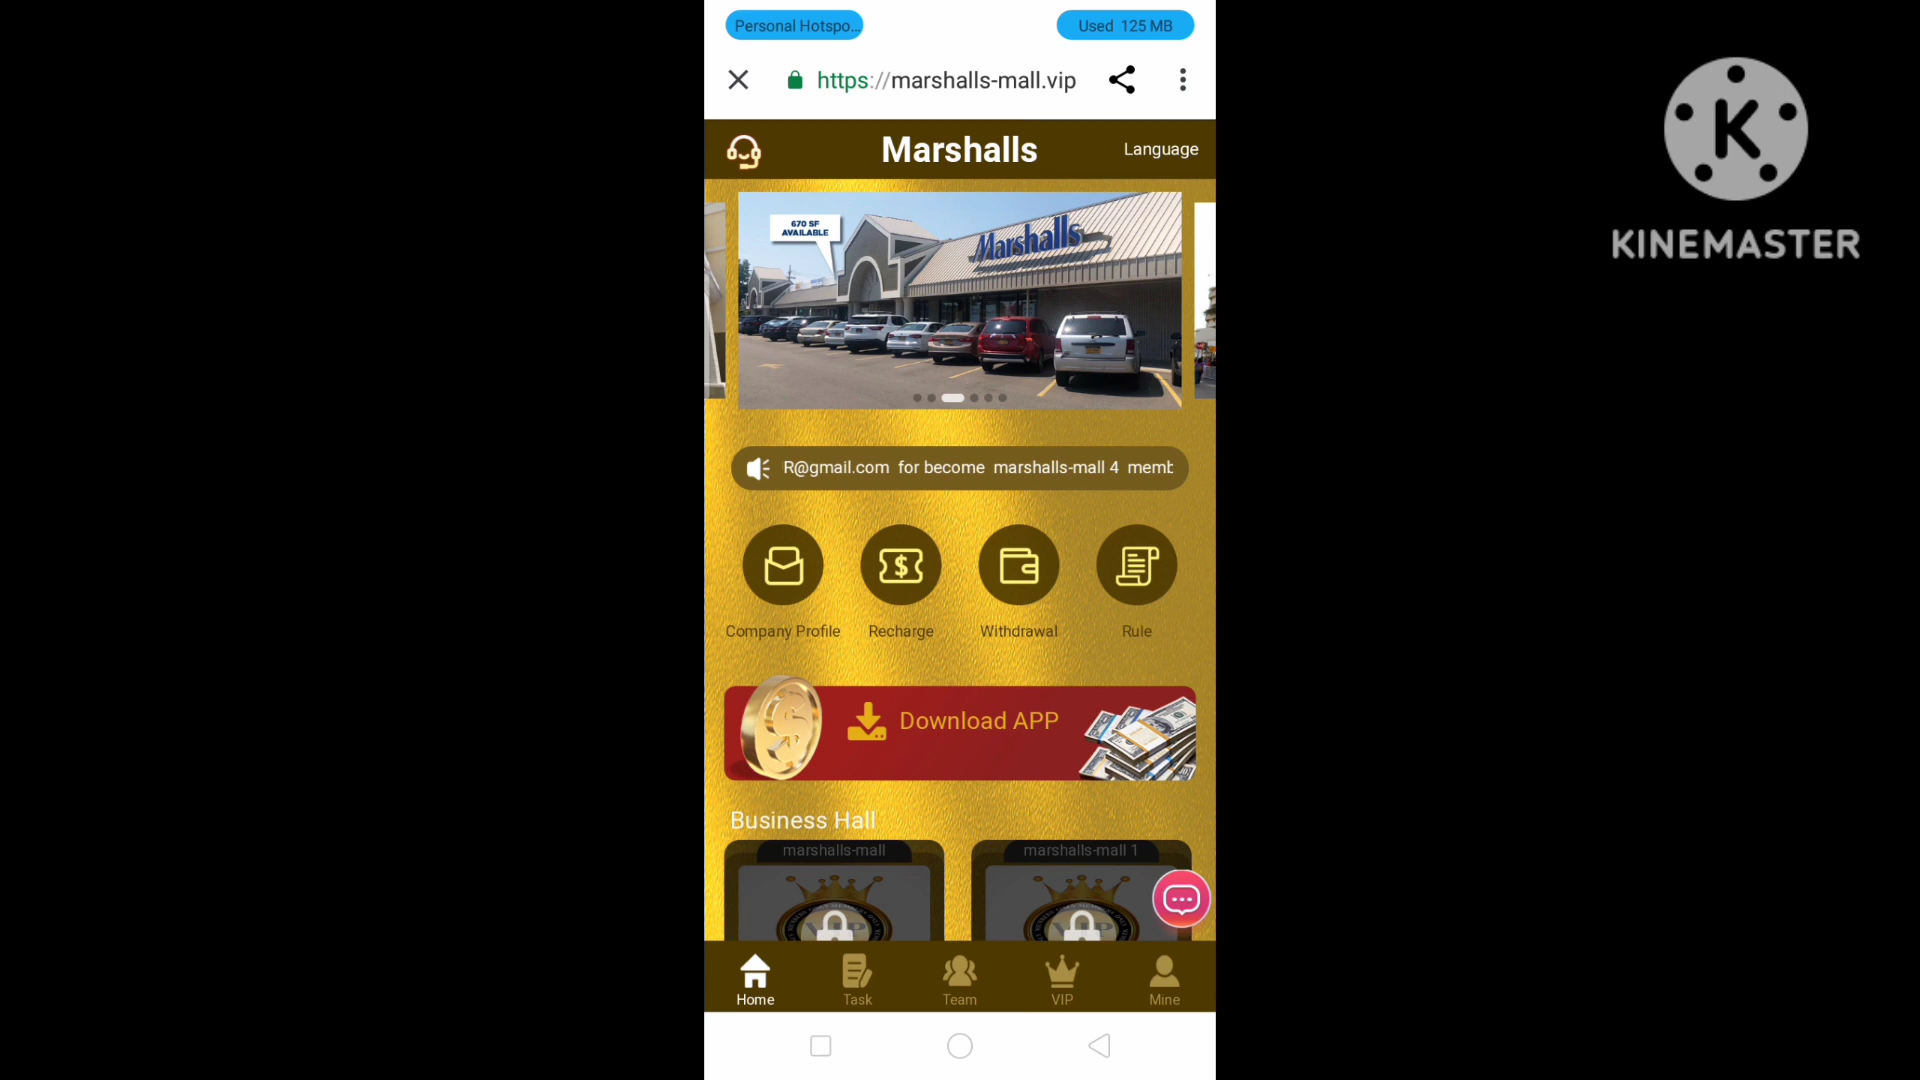 Personal Hotspo...
Used 125 MB
https://marshalls-mall.vip
Marshalls
Language
670 SF
AVAILABLE
Marshalls
R@gmail.com for become marshalls-mall 4 memb
Company Profile
Recharge
Withdrawal
Rule
Download APP
Business Hall
marshalls-mall
marshalls-mall 1
VIP
VIP
Home
Task
Team
VIP
Mine
K
KINEMASTER